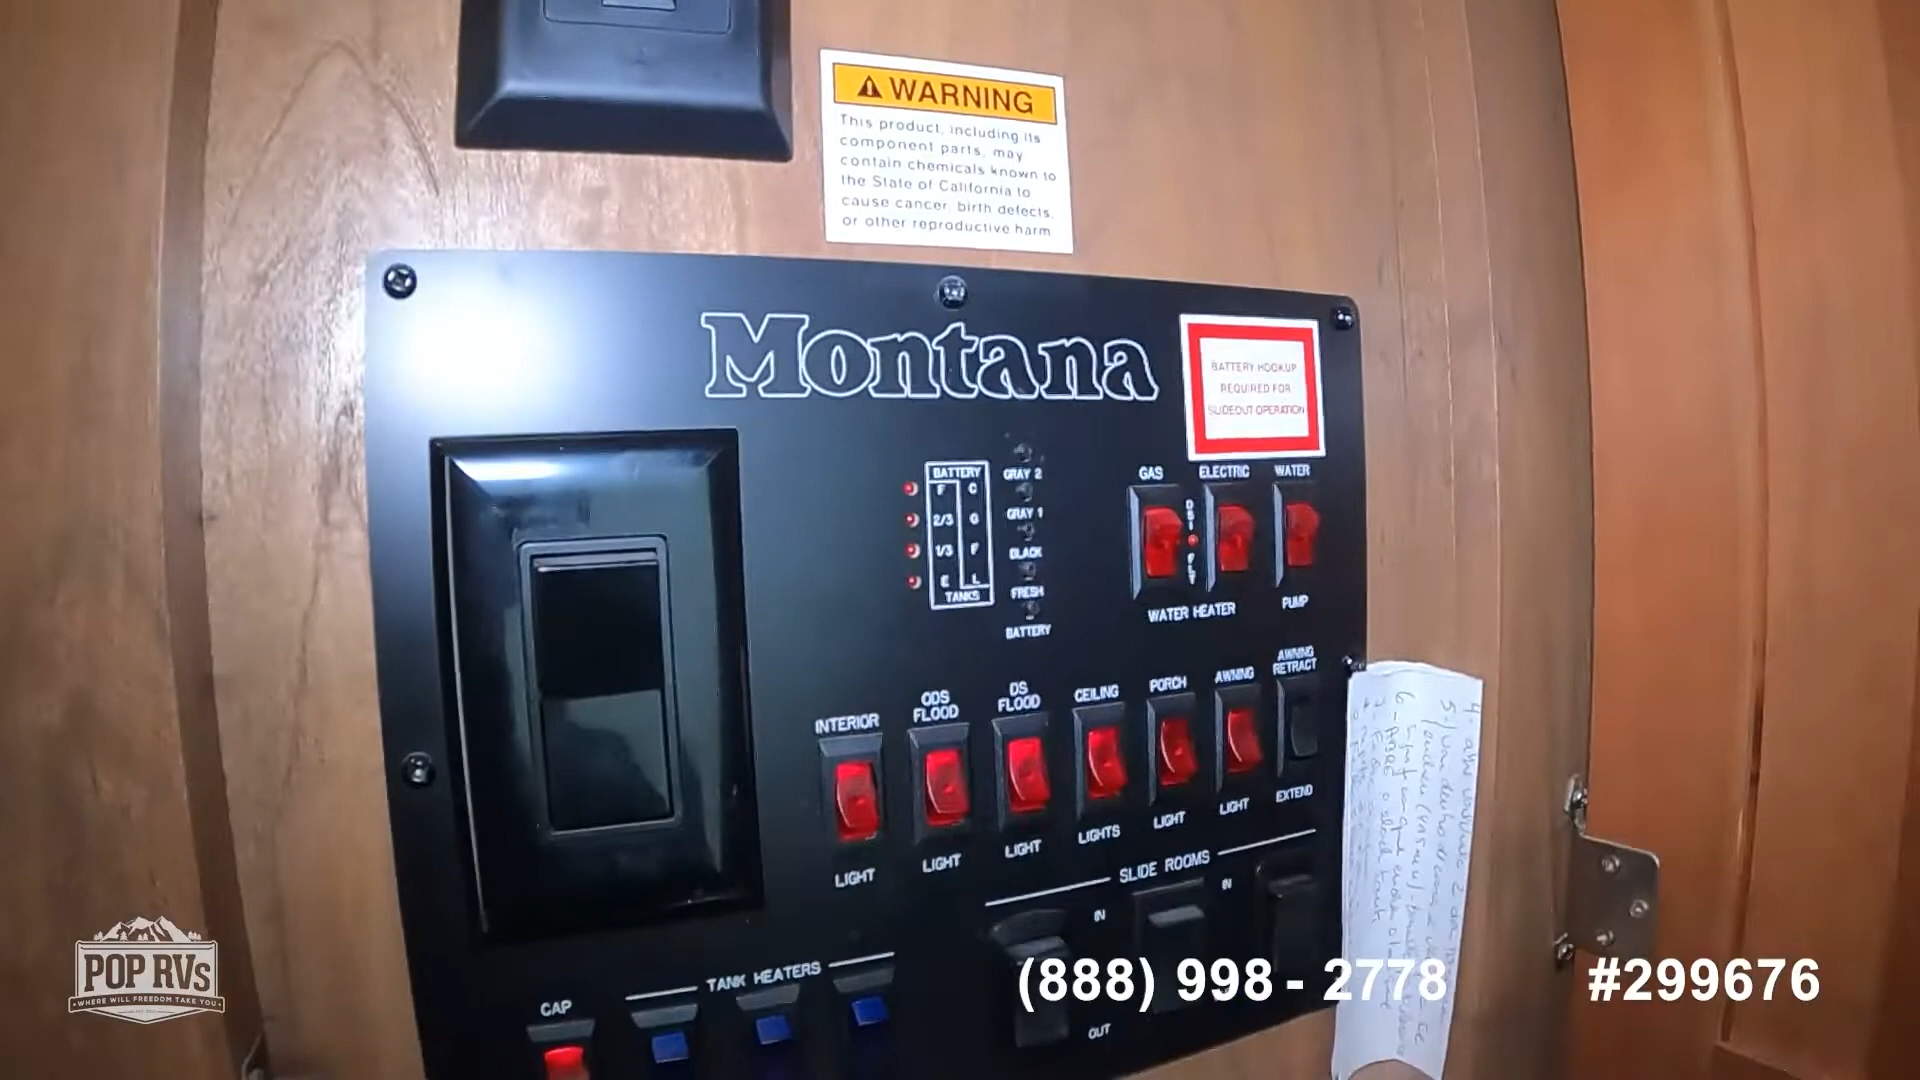 WARNING
This product, including its
component parts, may
contain chemicals known to
the State of California to
cause cancer, birth defects,
or other reproductive harm
Montana
BATTERY HOOKUP
REQUIRED FOR
SLIDEOUT OPERATION
BATTERY
F C
2/3 G
1/3 F
E L
TANKS
GRAY 2
GRAY 1
BLACK
FRESH
BATTERY
GAS ELECTRIC WATER
DSI FLT
WATER HEATER PUMP
INTERIOR
LIGHT
ODS
FLOOD
LIGHT
DS
FLOOD
LIGHT
CEILING
LIGHTS
PORCH
LIGHT
AWNING
LIGHT
AWNING
RETRACT
EXTEND
SLIDE ROOMS
IN
IN
OUT
TANK HEATERS
CAP
POP RVs
WHERE WILL FREEDOM TAKE YOU
(888) 998 - 2778
#299676